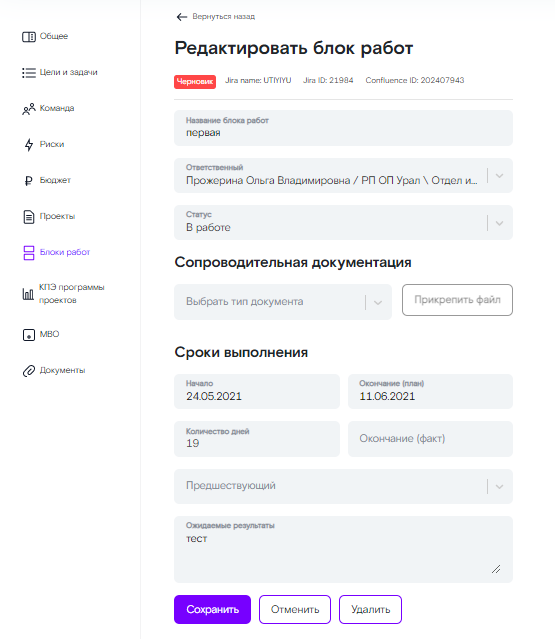 Вернуться назад
Редактировать блок работ
Черновик Jira name: UTIYIYU Jira ID: 21984 Confluence ID: 202407943
Общее
Цели и задачи
Команда
Риски
Бюджет
Проекты
Блоки работ
КПЭ программы
проектов
МВО
Документы
Название блока работ
первая
Ответственный
Прожерина Ольга Владимировна / РП ОП Урал \ Отдел и...
Статус
В работе
Сопроводительная документация
Выбрать тип документа Прикрепить файл
Сроки выполнения
Начало Окончание (план)
24.05.2021 11.06.2021
Количество дней
19 Окончание (факт)
Предшествующий
Ожидаемые результаты
тест
Сохранить Отменить Удалить